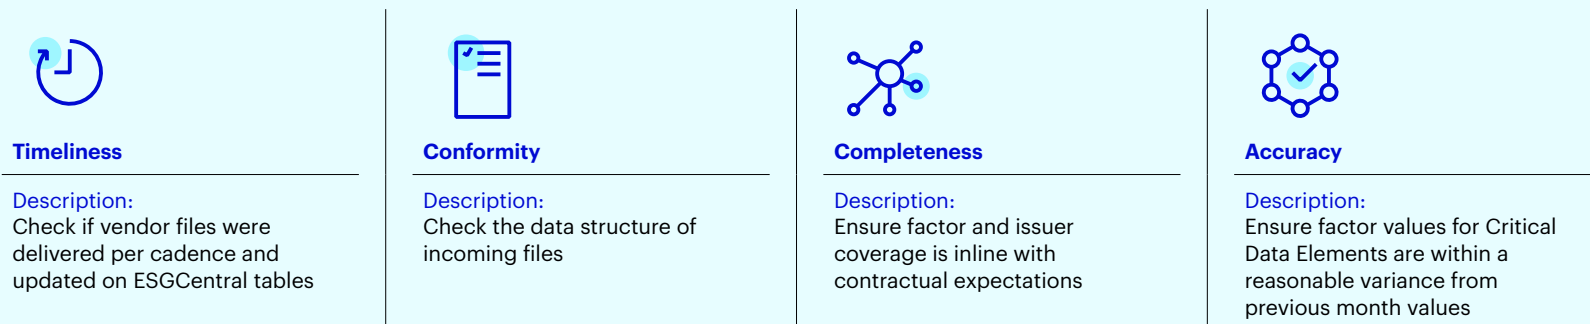 Timeliness
Description:
Check if vendor files were
delivered per cadence and
updated on ESGCentral tables
Conformity
Description:
Check the data structure of
incoming files
Completeness
Description:
Ensure factor and issuer
coverage is inline with
contractual expectations
Accuracy
Description:
Ensure factor values for Critical
Data Elements are within a
reasonable variance from
previous month values